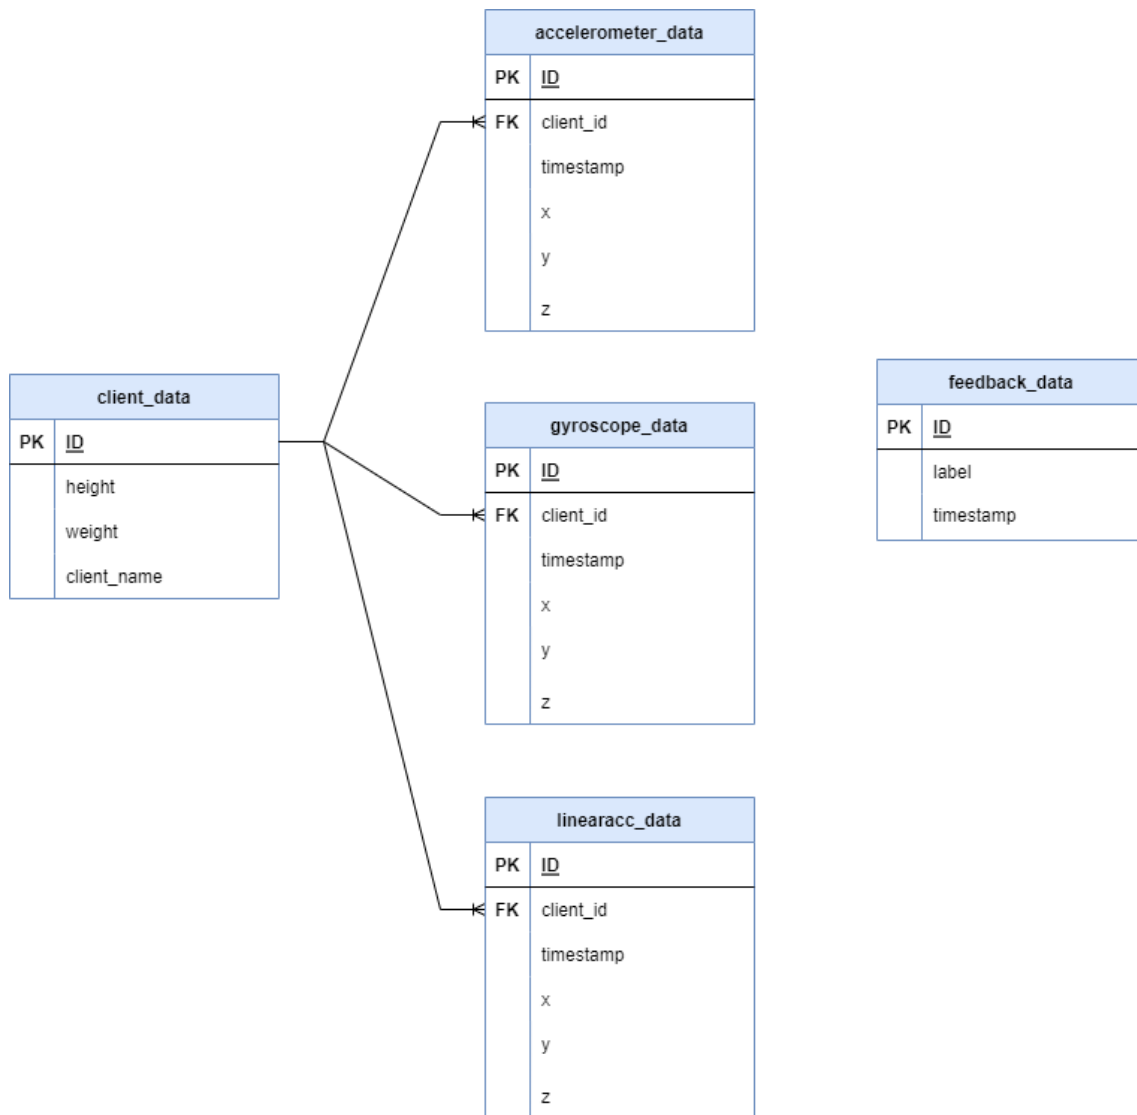 accelerometer_data
PK ID
FK client_id
timestamp
x
y
z
client_data
PK ID
height
weight
client_name
gyroscope_data
PK ID
FK client_id
timestamp
x
y
z
feedback_data
PK ID
label
timestamp
linearacc_data
PK ID
FK client_id
timestamp
x
y
z